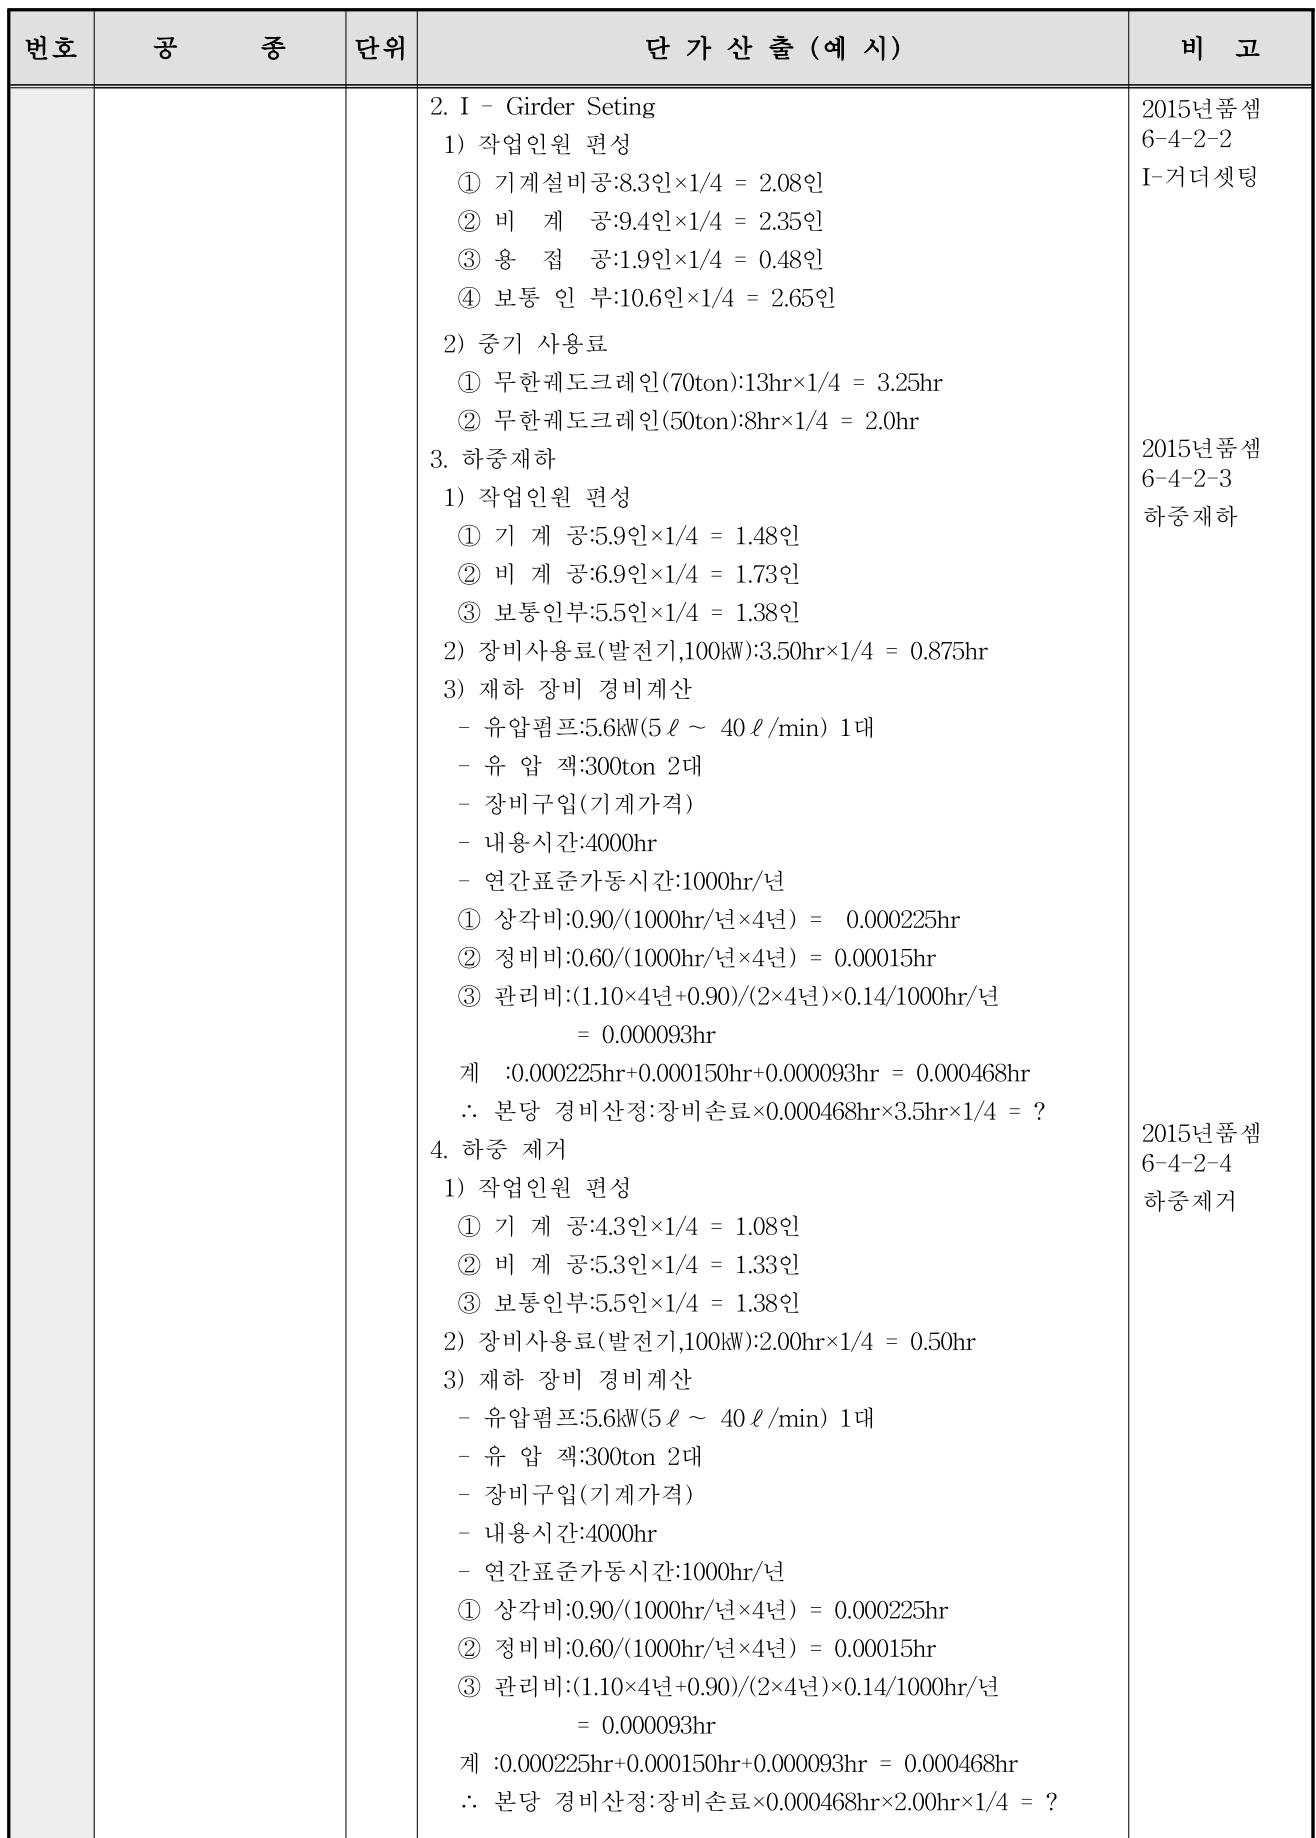 번호 공 종 단위 단 가 산 출 (예 시) 비 고
2. I - Girder Seting
1) 작업인원 편성
① 기계설비공:8.3인×1/4 = 2.08인
② 비 계 공:9.4인×1/4 = 2.35인
③ 용 접 공:1.9인×1/4 = 0.48인
④ 보통 인 부:10.6인×1/4 = 2.65인
2) 중기 사용료
① 무한궤도크레인(70ton):13hr×1/4 = 3.25hr
② 무한궤도크레인(50ton):8hr×1/4 = 2.0hr
3. 하중재하
1) 작업인원 편성
① 기 계 공:5.9인×1/4 = 1.48인
② 비 계 공:6.9인×1/4 = 1.73인
③ 보통인부:5.5인×1/4 = 1.38인
2) 장비사용료(발전기,100㎾):3.50hr×1/4 = 0.875hr
3) 재하 장비 경비계산
- 유압펌프:5.6㎾(5ℓ～ 40ℓ/min) 1대
- 유 압 잭:300ton 2대
- 장비구입(기계가격)
- 내용시간:4000hr
- 연간표준가동시간:1000hr/년
① 상각비:0.90/(1000hr/년×4년) = 0.000225hr
② 정비비:0.60/(1000hr/년×4년) = 0.00015hr
③ 관리비:(1.10×4년+0.90)/(2×4년)×0.14/1000hr/년
= 0.000093hr
계 :0.000225hr+0.000150hr+0.000093hr = 0.000468hr
∴ 본당 경비산정:장비손료×0.000468hr×3.5hr×1/4 = ?
4. 하중 제거
1) 작업인원 편성
① 기 계 공:4.3인×1/4 = 1.08인
② 비 계 공:5.3인×1/4 = 1.33인
③ 보통인부:5.5인×1/4 = 1.38인
2) 장비사용료(발전기,100㎾):2.00hr×1/4 = 0.50hr
3) 재하 장비 경비계산
- 유압펌프:5.6㎾(5ℓ～ 40ℓ/min) 1대
- 유 압 잭:300ton 2대
- 장비구입(기계가격)
- 내용시간:4000hr
- 연간표준가동시간:1000hr/년
① 상각비:0.90/(1000hr/년×4년) = 0.000225hr
② 정비비:0.60/(1000hr/년×4년) = 0.00015hr
③ 관리비:(1.10×4년+0.90)/(2×4년)×0.14/1000hr/년
= 0.000093hr
계 :0.000225hr+0.000150hr+0.000093hr = 0.000468hr
∴ 본당 경비산정:장비손료×0.000468hr×2.00hr×1/4 = ?
2015년품셈
6-4-2-2
I-거더셋팅
2015년품셈
6-4-2-3
하중재하
2015년품셈
6-4-2-4
하중제거